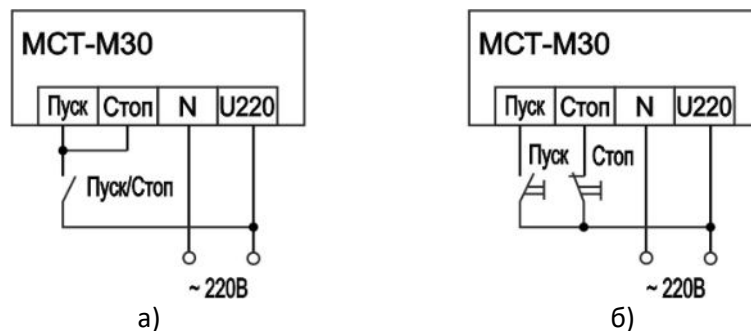 МСТ-М30 МСТ-М30
Пуск Стоп N U220 Пуск Стоп N U220
Пуск/Стоп Пуск Стоп
~ 220В ~ 220В
а) б)